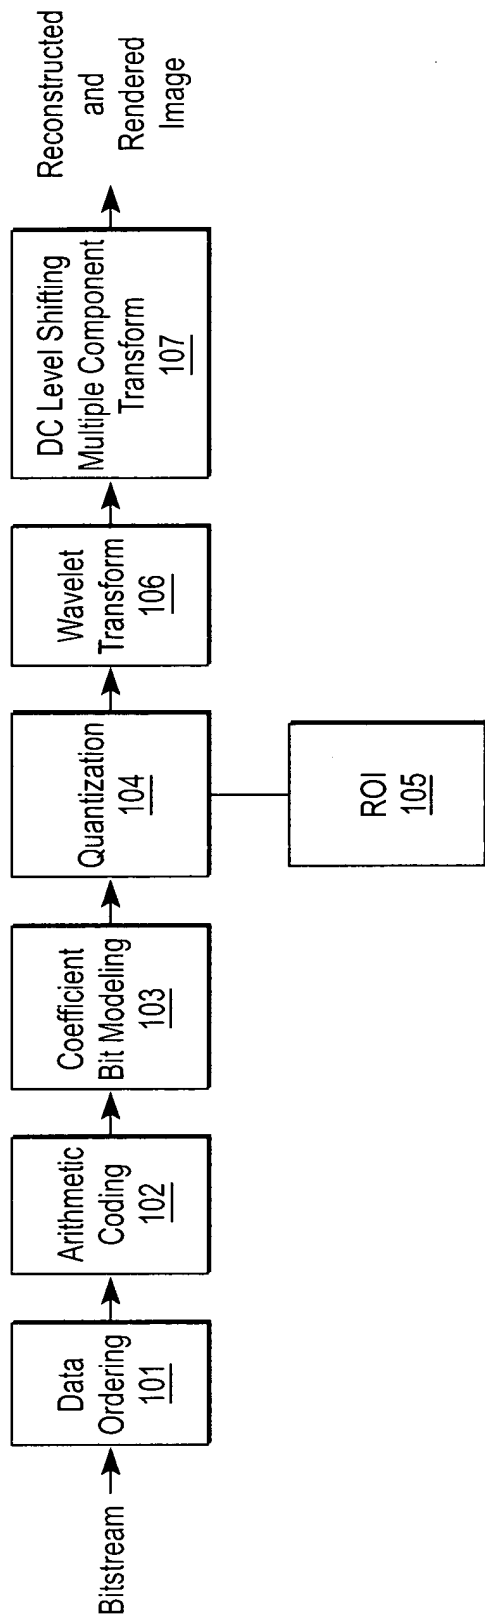 Bitstream
Data
Ordering
101
Arithmetic
Coding
102
Coefficient
Bit Modeling
103
Quantization
104
ROI
105
Wavelet
Transform
106
DC Level Shifting
Multiple Component
Transform
107
Reconstructed
and
Rendered
Image